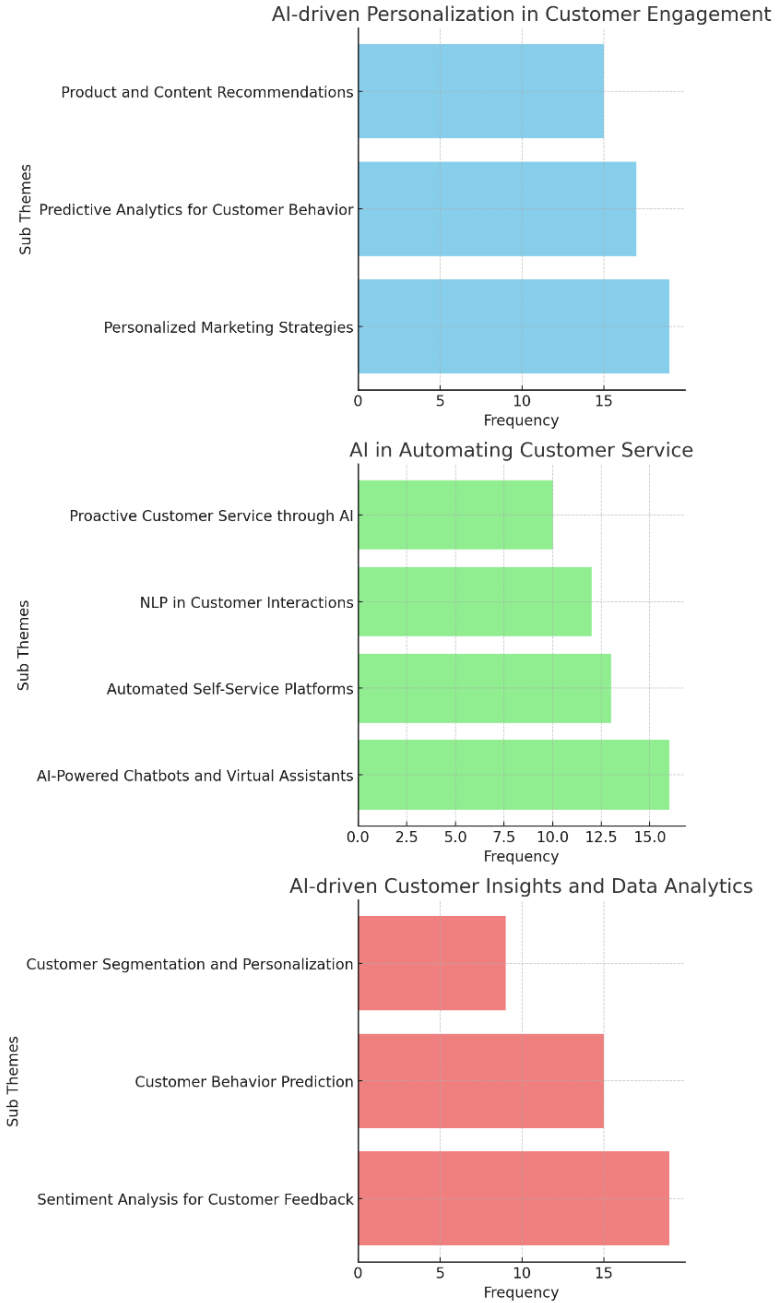 AI-driven Personalization in Customer Engagement
Product and Content Recommendations
Predictive Analytics for Customer Behavior
Personalized Marketing Strategies
Sub Themes
0 5 10 15
Frequency
AI in Automating Customer Service
Proactive Customer Service through AI
NLP in Customer Interactions
Automated Self-Service Platforms
AI-Powered Chatbots and Virtual Assistants
Sub Themes
0.0 2.5 5.0 7.5 10.0 12.5 15.0
Frequency
AI-driven Customer Insights and Data Analytics
Customer Segmentation and Personalization
Customer Behavior Prediction
Sentiment Analysis for Customer Feedback
Sub Themes
0 5 10 15
Frequency